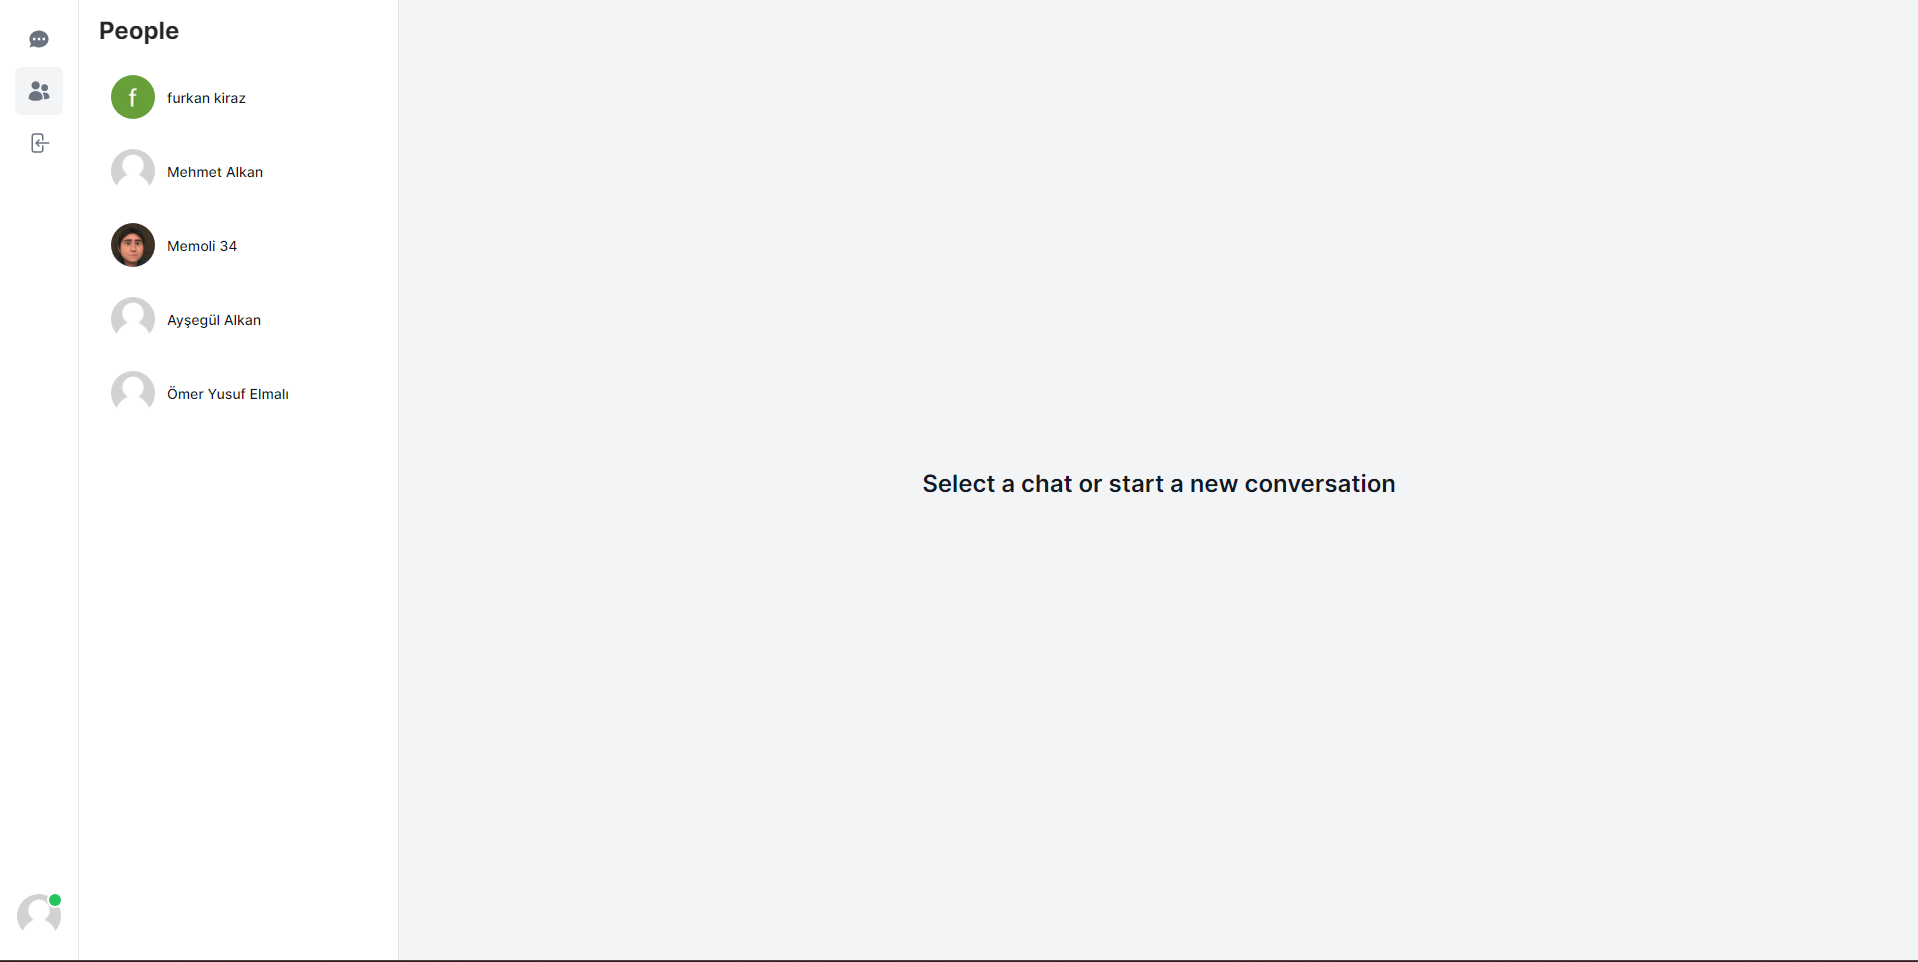 People
f
furkan kiraz
Mehmet Alkan
Memoli 34
Ayşegül Alkan
Ömer Yusuf Elmalı
Select a chat or start a new conversation